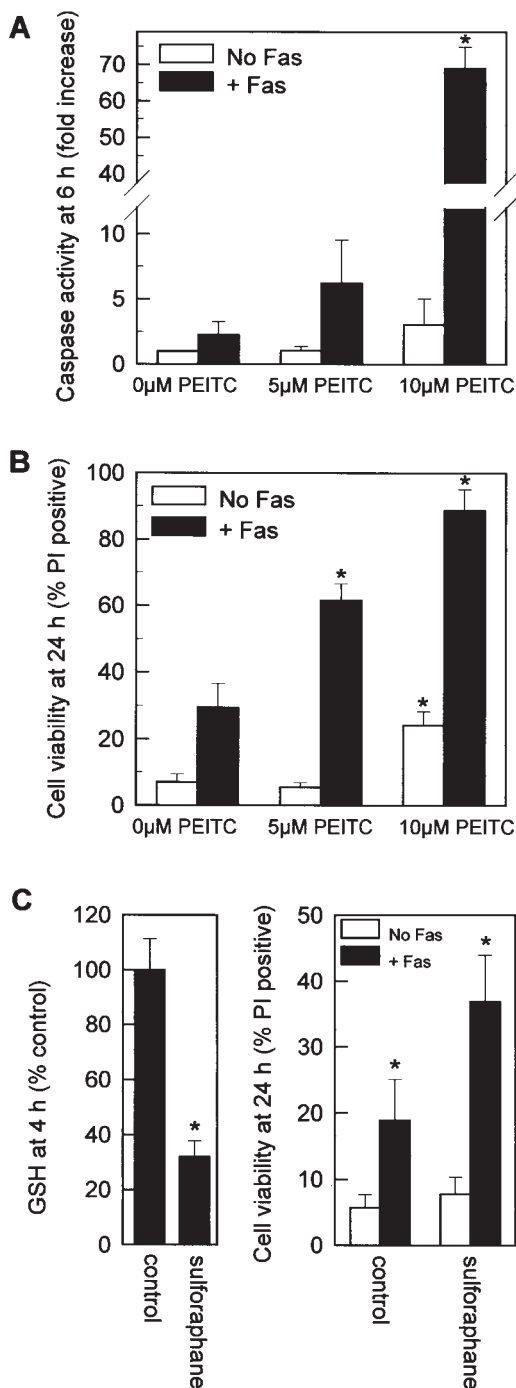 A
Caspase activity at 6 h (fold increase)
No Fas
+ Fas
*
70
60
50
40
10
5
0
0µM PEITC
5µM PEITC
10µM PEITC
B
Cell viability at 24 h (% PI positive)
No Fas
+ Fas
*
*
*
100
80
60
40
20
0
0µM PEITC
5µM PEITC
10µM PEITC
C
GSH at 4 h (% control)
120
100
80
60
40
20
0
*
control
sulforaphane
Cell viability at 24 h (% PI positive)
50
40
30
20
10
0
No Fas
+ Fas
*
*
control
sulforaphane